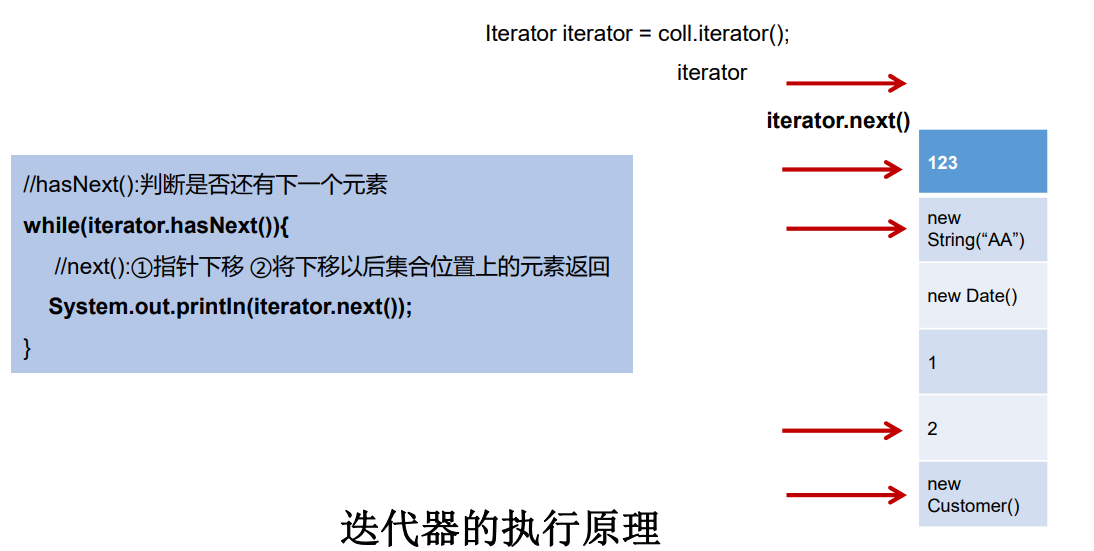 Iterator iterator = coll.iterator();
iterator
iterator.next()
//hasNext():判断是否还有下一个元素
while(iterator.hasNext()){
//next():①指针下移 ②将下移以后集合位置上的元素返回
System.out.println(iterator.next());
}
123
new
String(“AA”)
new Date()
1
2
new
Customer()
迭代器的执行原理